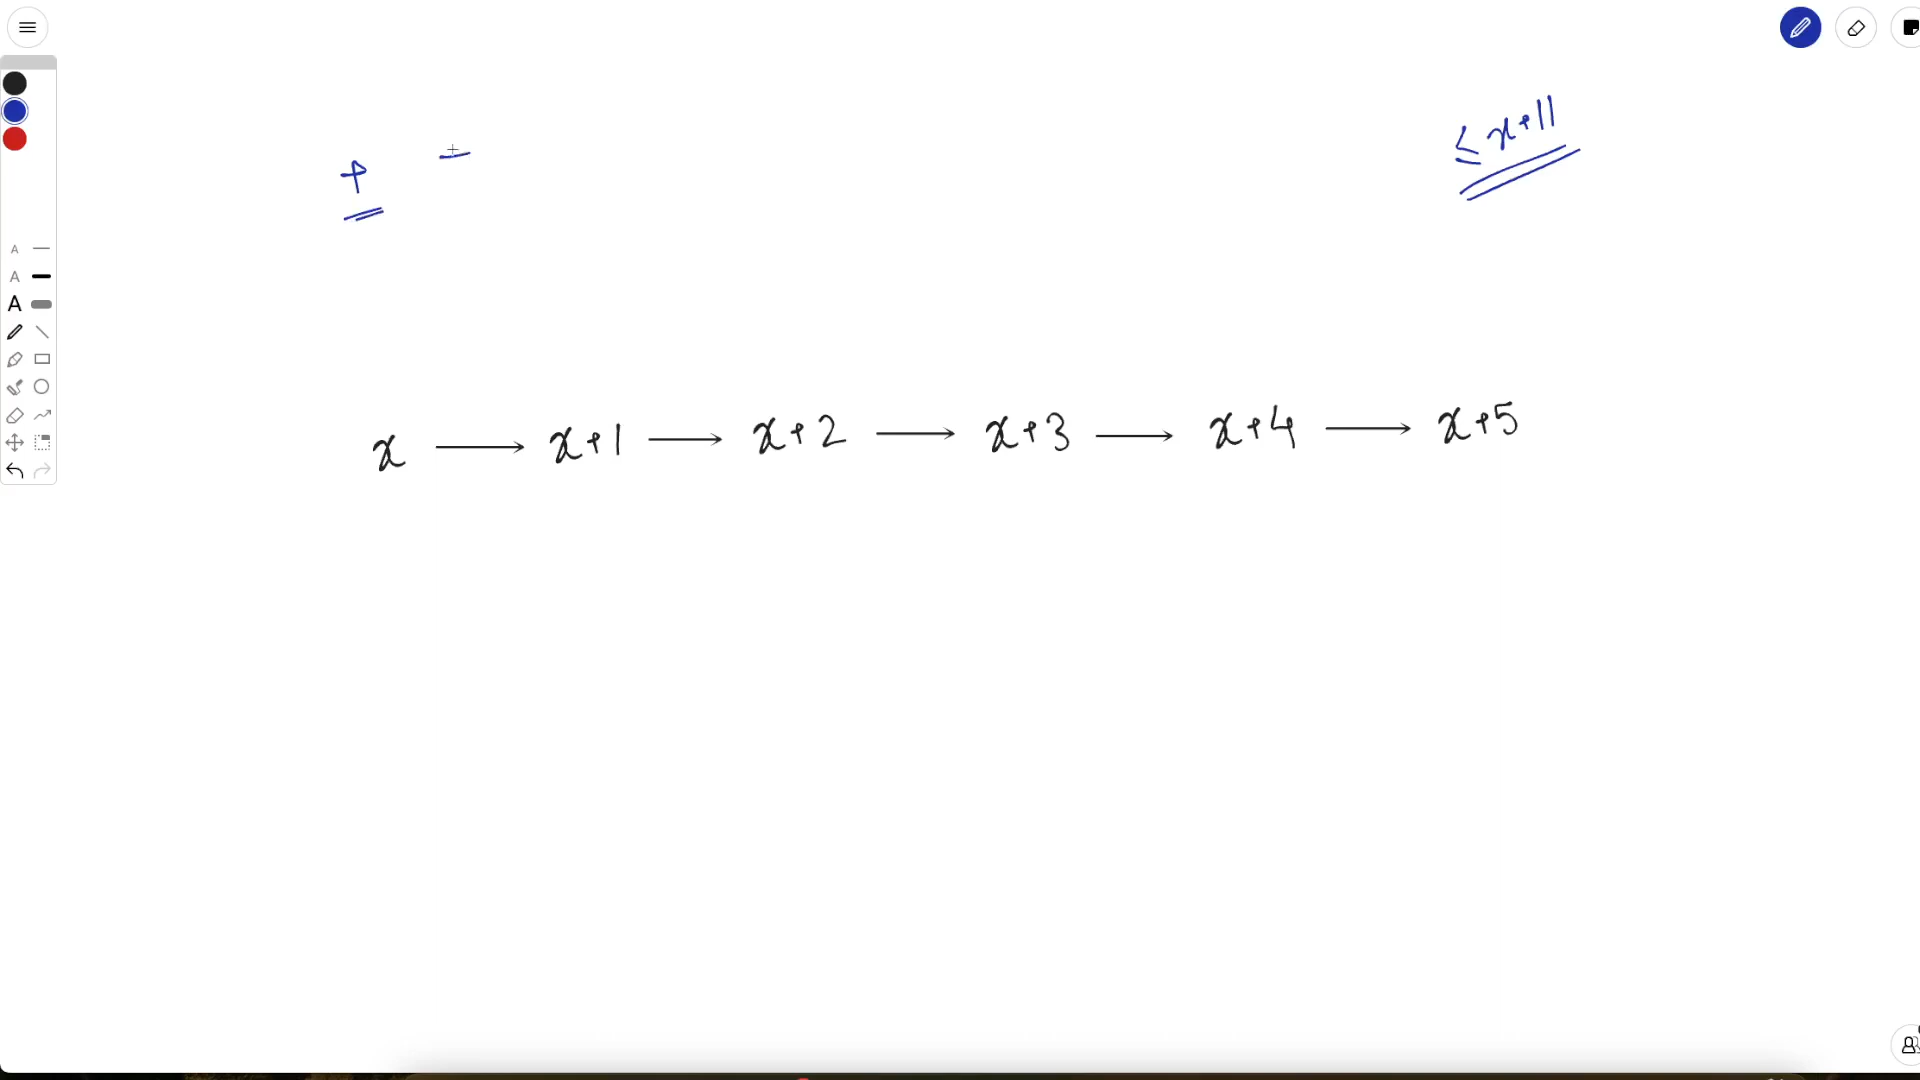 + -
≤ x+11
x → x+1 → x+2 → x+3 → x+4 → x+5
A
A
A